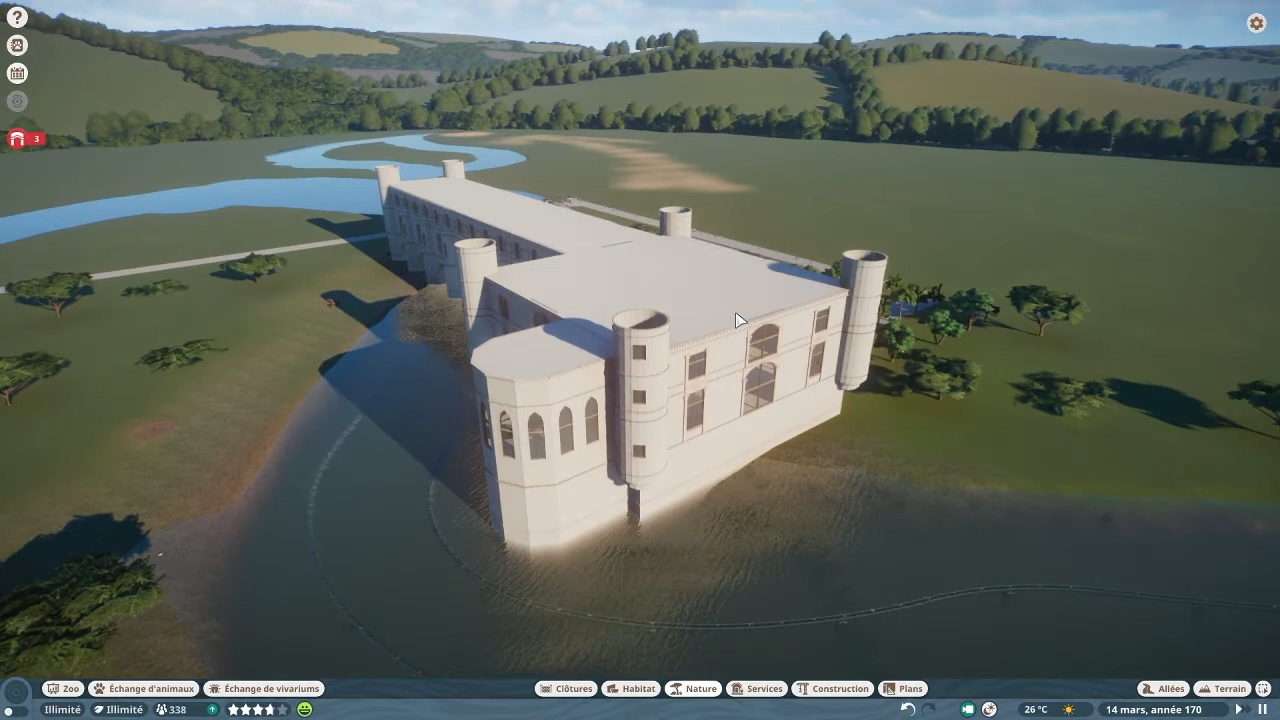 ?
3
Zoo
Échange d'animaux
Échange de vivariums
Clôtures
Habitat
Nature
Services
Construction
Plans
Allées
Terrain
Illimité
Illimité
338
26 °C
14 mars, année 170